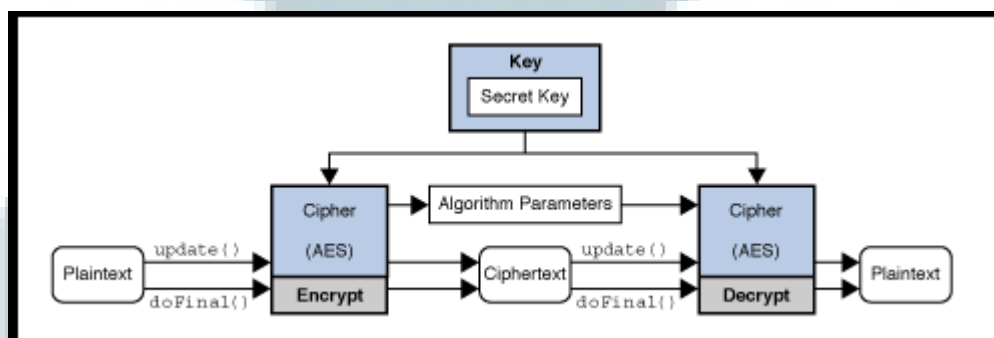 Key
Secret Key
Cipher
(AES)
Encrypt
Algorithm Parameters
Cipher
(AES)
Decrypt
Plaintext
update()
doFinal()
Ciphertext
update()
doFinal()
Plaintext